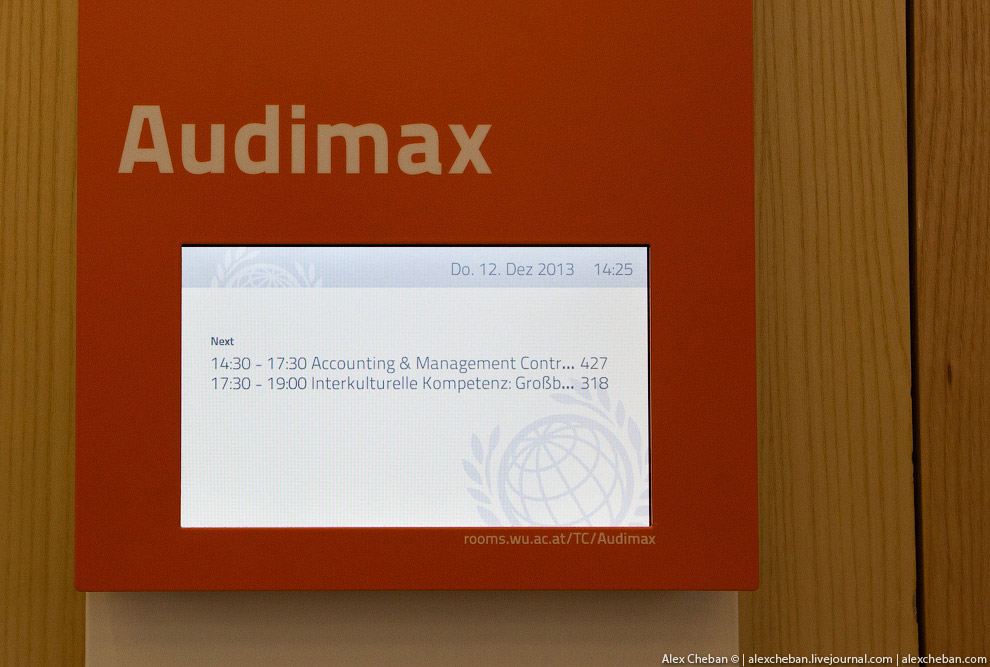 Audimax
Do. 12. Dez 2013 14:25
Next
14:30 - 17:30 Accounting & Management Contr... 427
17:30 - 19:00 Interkulturelle Kompetenz: Großb... 318
rooms.wu.ac.at/TC/Audimax
Alex Cheban © | alexcheban.livejournal.com | alexcheban.com